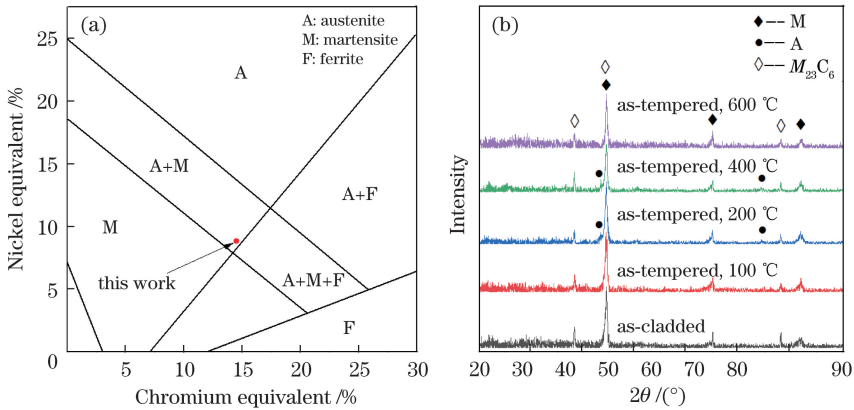 (a)
A: austenite
M: martensite
F: ferrite
A
A+M
A+F
M
this work
A+M+F
F
25
20
15
10
5
0
5
10
15
20
25
30
Nickel equivalent /%
Chromium equivalent /%
(b)
◆-- M
●-- A
◇-- M23C6
as-tempered, 600 ℃
as-tempered, 400 ℃
as-tempered, 200 ℃
as-tempered, 100 ℃
as-cladded
Intensity
20
30
40
50
60
70
80
90
2θ /(°)